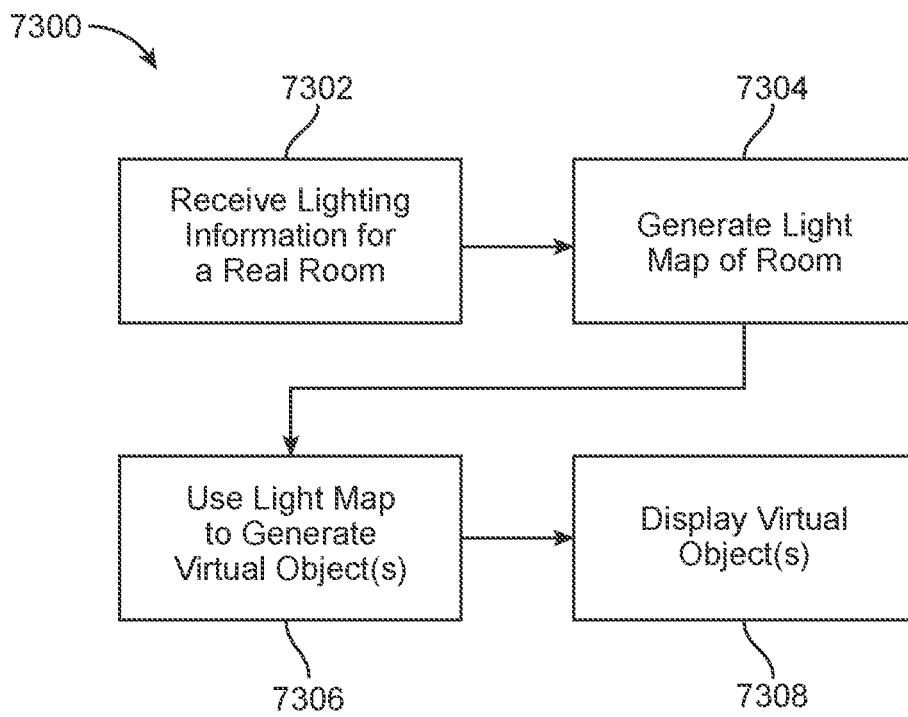 7300
7302
7304
Receive Lighting
Information for
a Real Room
Generate Light
Map of Room
Use Light Map
to Generate
Virtual Object(s)
Display Virtual
Object(s)
7306
7308